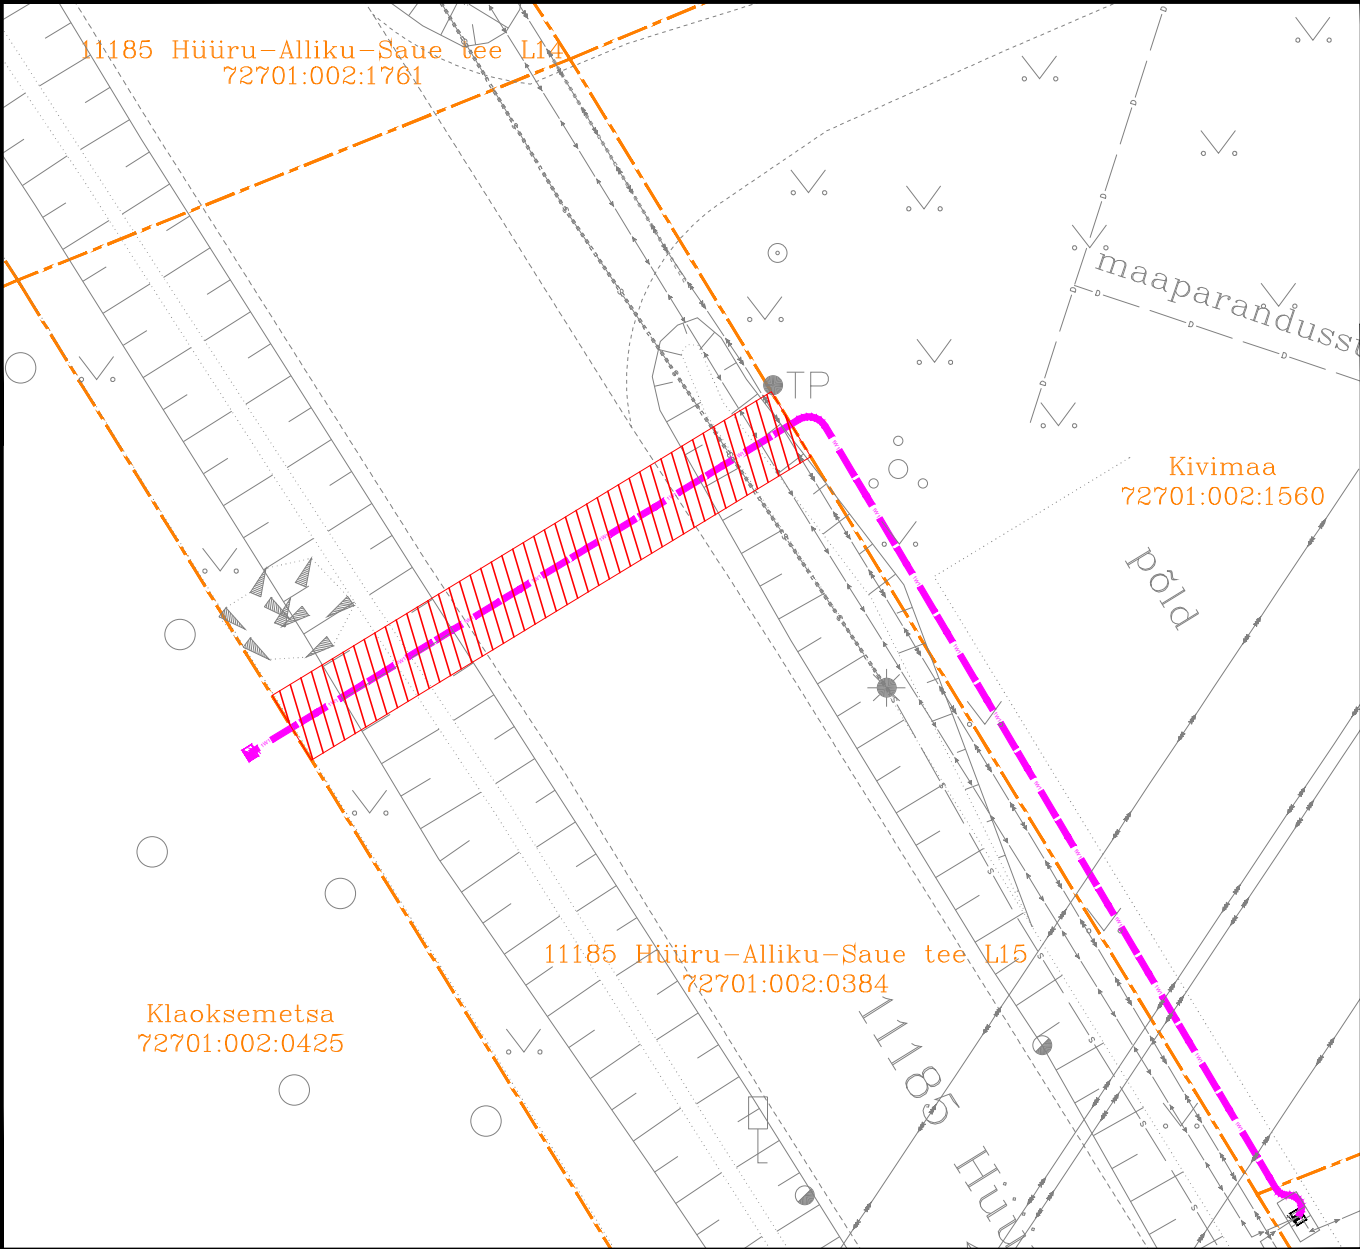 11185 Hüüru-Alliku-Saue tee L14
72701:002:1761
maaparandussü
TP
Kivimaa
72701:002:1560
põld
11185 Hüüru-Alliku-Saue tee L15
72701:002:0384
Klaoksemetsa
72701:002:0425
11185 Hüü